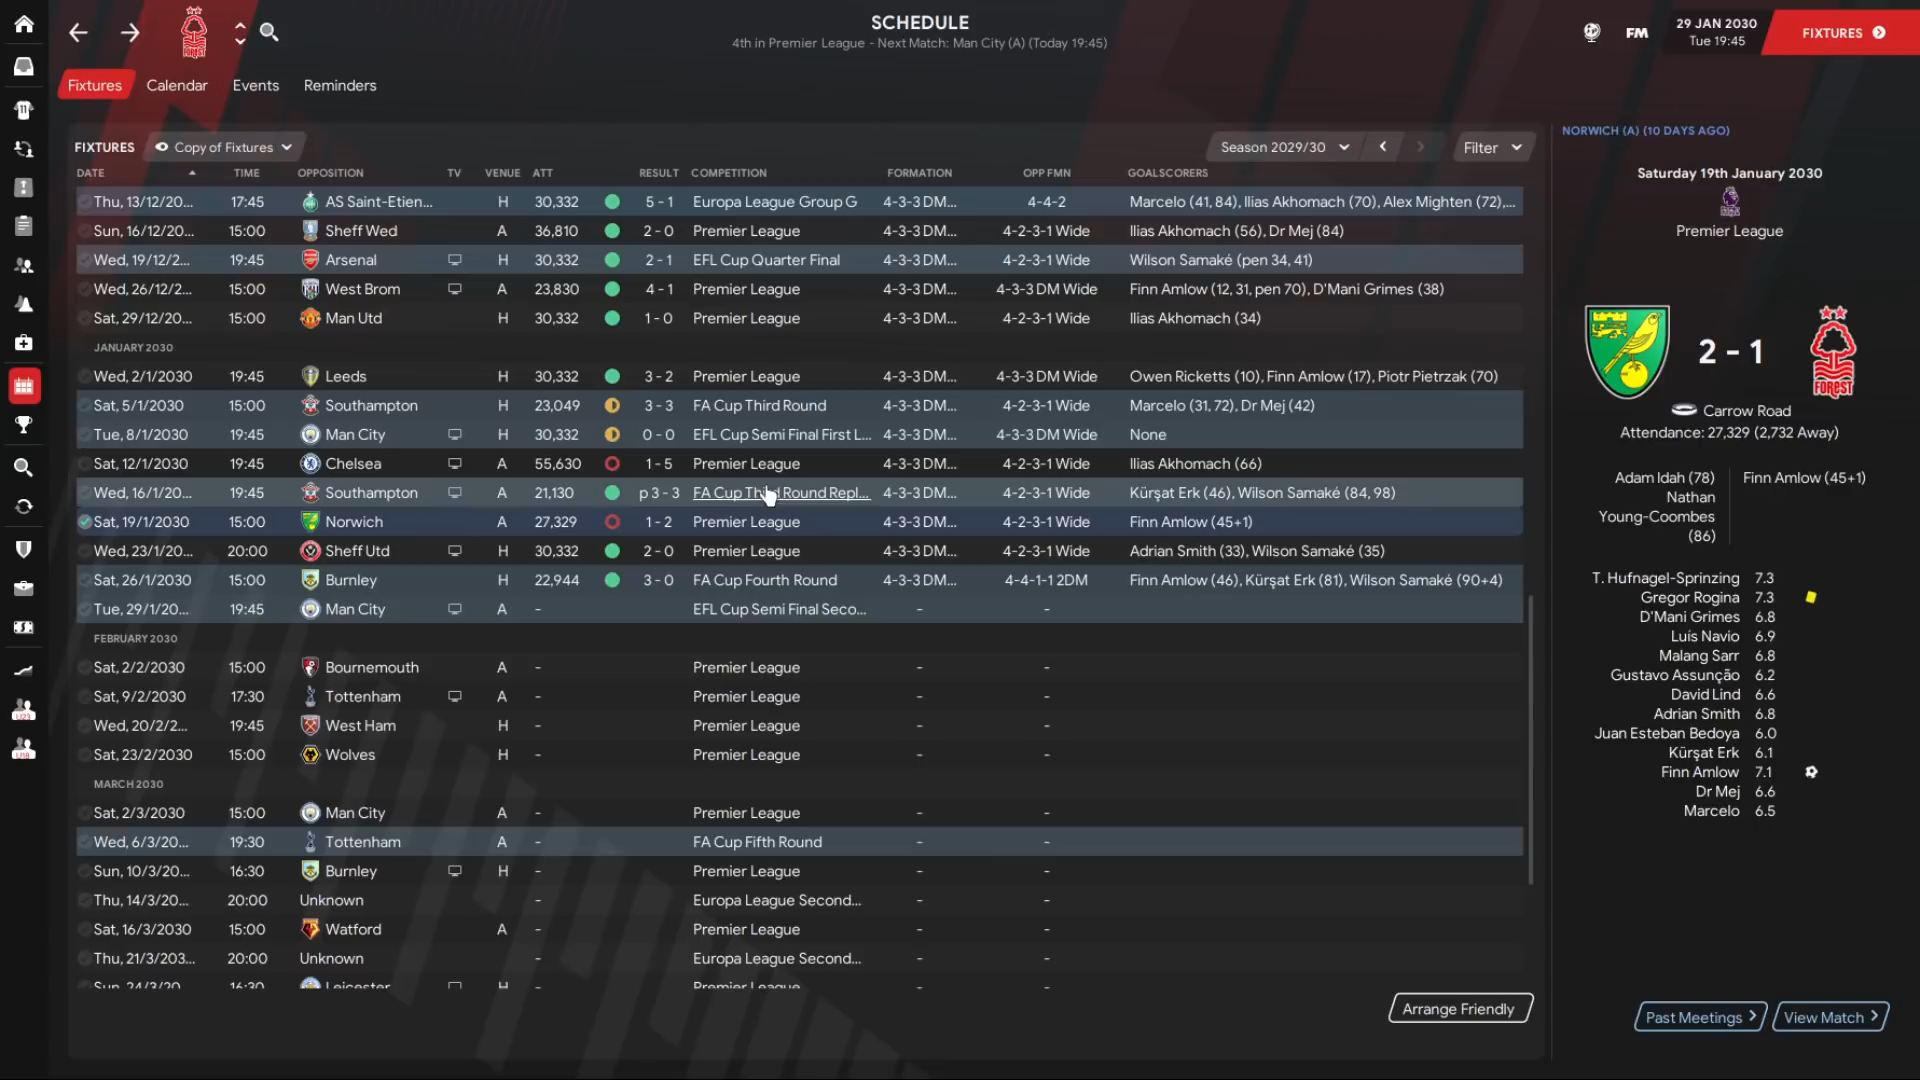 SCHEDULE
4th in Premier League - Next Match: Man City (A) (Today 19:45)
FM
29 JAN 2030
Tue 19:45
FIXTURES
FOREST
Fixtures Calendar Events Reminders
FIXTURES Copy of Fixtures Season 2029/30 Filter
DATE TIME OPPOSITION TV VENUE ATT RESULT COMPETITION FORMATION OPP FMN GOALSCORERS
Thu, 13/12/20... 17:45 AS Saint-Etien... H 30,332 5 - 1 Europa League Group G 4-3-3 DM... 4-4-2 Marcelo (41, 84), Ilias Akhomach (70), Alex Mighten (72),...
Sun, 16/12/20... 15:00 Sheff Wed A 36,810 2 - 0 Premier League 4-3-3 DM... 4-2-3-1 Wide Ilias Akhomach (56), Dr Mej (84)
Wed, 19/12/2... 19:45 Arsenal H 30,332 2 - 1 EFL Cup Quarter Final 4-3-3 DM... 4-2-3-1 Wide Wilson Samaké (pen 34, 41)
Wed, 26/12/2... 15:00 West Brom A 23,830 4 - 1 Premier League 4-3-3 DM... 4-3-3 DM Wide Finn Amlow (12, 31, pen 70), D'Mani Grimes (38)
Sat, 29/12/20... 15:00 Man Utd H 30,332 1 - 0 Premier League 4-3-3 DM... 4-2-3-1 Wide Ilias Akhomach (34)
JANUARY 2030
Wed, 2/1/2030 19:45 Leeds H 30,332 3 - 2 Premier League 4-3-3 DM... 4-3-3 DM Wide Owen Ricketts (10), Finn Amlow (17), Piotr Pietrzak (70)
Sat, 5/1/2030 15:00 Southampton H 23,049 3 - 3 FA Cup Third Round 4-3-3 DM... 4-2-3-1 Wide Marcelo (31, 72), Dr Mej (42)
Tue, 8/1/2030 19:45 Man City H 30,332 0 - 0 EFL Cup Semi Final First L... 4-3-3 DM... 4-3-3 DM Wide None
Sat, 12/1/2030 19:45 Chelsea A 55,630 1 - 5 Premier League 4-3-3 DM... 4-2-3-1 Wide Ilias Akhomach (66)
Wed, 16/1/20... 19:45 Southampton A 21,130 p 3 - 3 FA Cup Third Round Repl... 4-3-3 DM... 4-2-3-1 Wide Kürşat Erk (46), Wilson Samaké (84, 98)
Sat, 19/1/2030 15:00 Norwich A 27,329 1 - 2 Premier League 4-3-3 DM... 4-2-3-1 Wide Finn Amlow (45+1)
Wed, 23/1/20... 20:00 Sheff Utd H 30,332 2 - 0 Premier League 4-3-3 DM... 4-2-3-1 Wide Adrian Smith (33), Wilson Samaké (35)
Sat, 26/1/2030 15:00 Burnley H 22,944 3 - 0 FA Cup Fourth Round 4-3-3 DM... 4-4-1-1 2DM Finn Amlow (46), Kürşat Erk (81), Wilson Samaké (90+4)
Tue, 29/1/20... 19:45 Man City A - EFL Cup Semi Final Seco... - -
FEBRUARY 2030
Sat, 2/2/2030 15:00 Bournemouth A - Premier League - -
Sat, 9/2/2030 17:30 Tottenham A - Premier League - -
Wed, 20/2/2... 19:45 West Ham H - Premier League - -
Sat, 23/2/2030 15:00 Wolves H - Premier League - -
MARCH 2030
Sat, 2/3/2030 15:00 Man City A - Premier League - -
Wed, 6/3/20... 19:30 Tottenham A - FA Cup Fifth Round - -
Sun, 10/3/20... 16:30 Burnley H - Premier League - -
Thu, 14/3/20... 20:00 Unknown - Europa League Second... - -
Sat, 16/3/2030 15:00 Watford A - Premier League - -
Thu, 21/3/203... 20:00 Unknown - Europa League Second... - -
Sun, 24/3/20... 16:30 Leicester H - Premier League - -
Arrange Friendly
U23
U18
NORWICH (A) (10 DAYS AGO)
Saturday 19th January 2030
Premier League
2 - 1
FOREST
Carrow Road
Attendance: 27,329 (2,732 Away)
Adam Idah (78) Finn Amlow (45+1)
Nathan
Young-Coombes
(86)
T. Hufnagel-Sprinzing 7.3
Gregor Rogina 7.3
D'Mani Grimes 6.8
Luís Navio 6.9
Malang Sarr 6.8
Gustavo Assunção 6.2
David Lind 6.6
Adrian Smith 6.8
Juan Esteban Bedoya 6.0
Kürşat Erk 6.1
Finn Amlow 7.1
Dr Mej 6.6
Marcelo 6.5
Past Meetings View Match